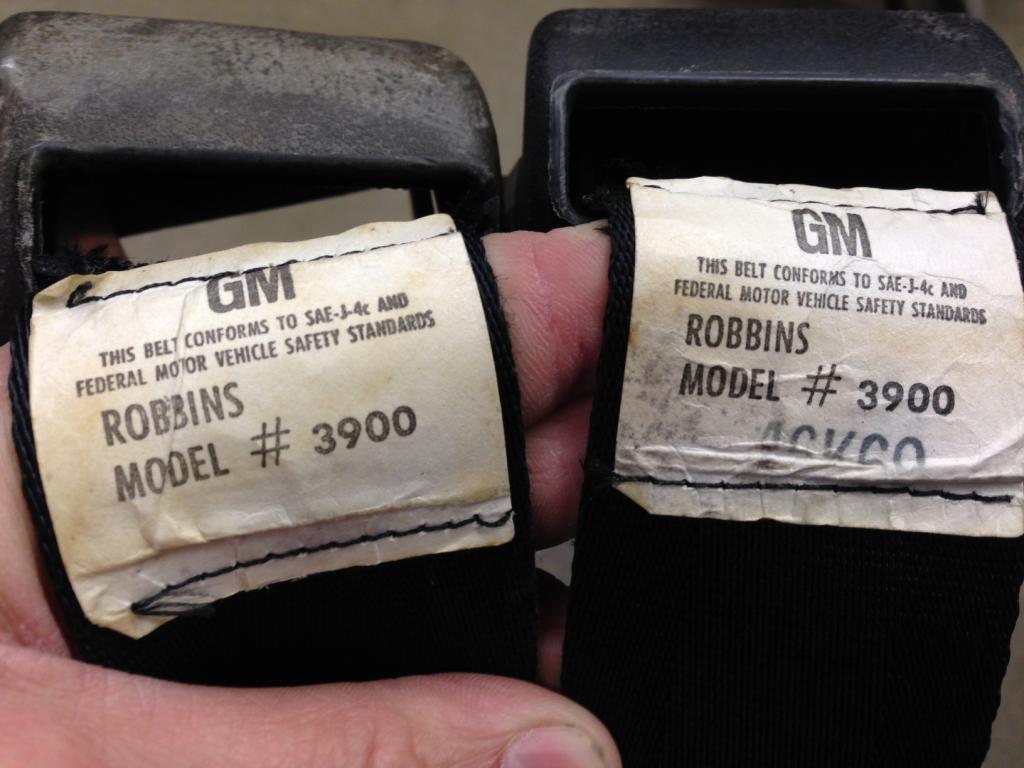 GM
THIS BELT CONFORMS TO SAE-J-4c AND
FEDERAL MOTOR VEHICLE SAFETY STANDARDS
ROBBINS
MODEL # 3900
GM
THIS BELT CONFORMS TO SAE-J-4c AND
FEDERAL MOTOR VEHICLE SAFETY STANDARDS
ROBBINS
MODEL # 3900